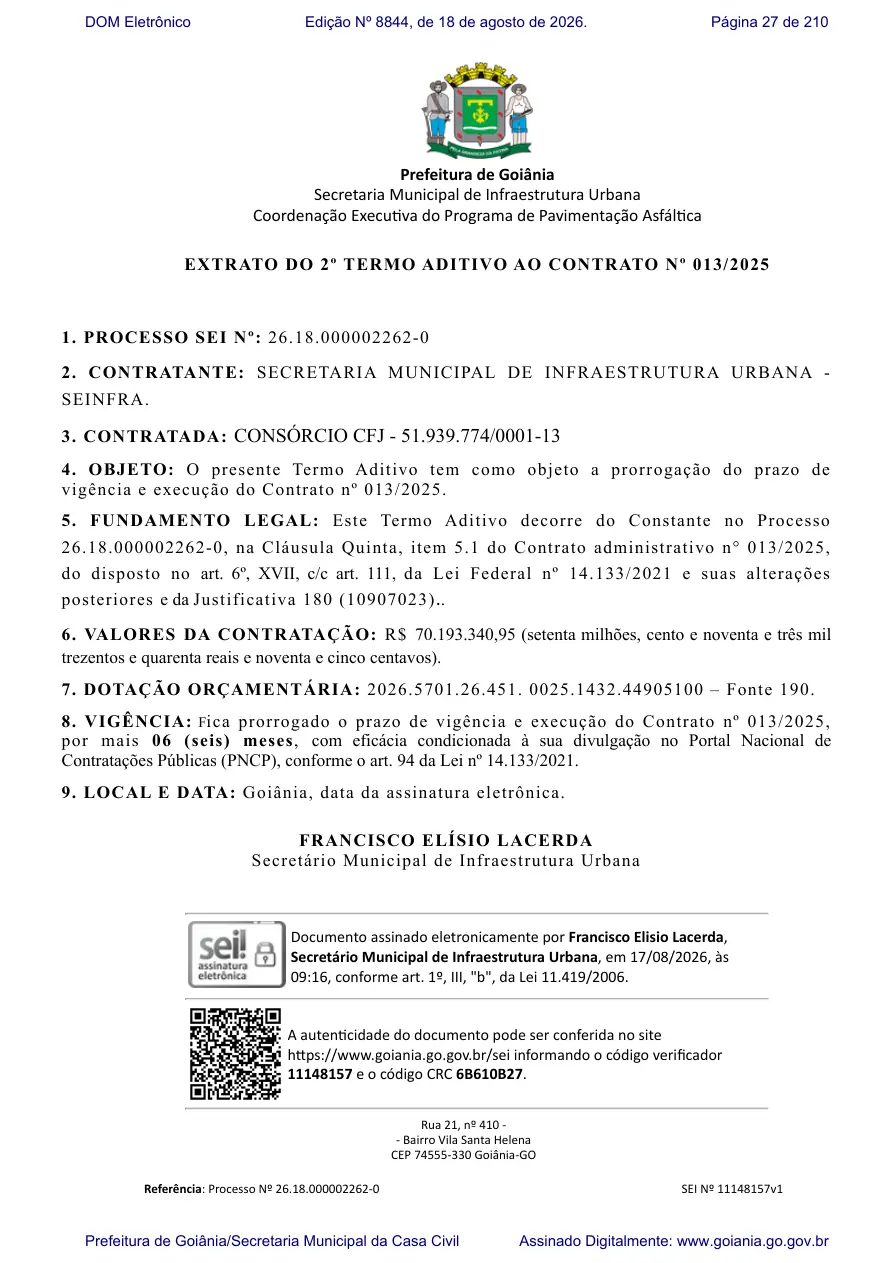 DOM Eletrônico Edição Nº 8844, de 18 de agosto de 2026. Página 27 de 210
PELA GRANDEZA DA PÁTRIA
Prefeitura de Goiânia
Secretaria Municipal de Infraestrutura Urbana
Coordenação Executiva do Programa de Pavimentação Asfáltica
EXTRATO DO 2º TERMO ADITIVO AO CONTRATO Nº 013/2025
1. PROCESSO SEI Nº: 26.18.000002262-0
2. CONTRATANTE: SECRETARIA MUNICIPAL DE INFRAESTRUTURA URBANA -
SEINFRA.
3. CONTRATADA: CONSÓRCIO CFJ - 51.939.774/0001-13
4. OBJETO: O presente Termo Aditivo tem como objeto a prorrogação do prazo de
vigência e execução do Contrato nº 013/2025.
5. FUNDAMENTO LEGAL: Este Termo Aditivo decorre do Constante no Processo
26.18.000002262-0, na Cláusula Quinta, item 5.1 do Contrato administrativo n° 013/2025,
do disposto no art. 6º, XVII, c/c art. 111, da Lei Federal nº 14.133/2021 e suas alterações
posteriores e da Justificativa 180 (10907023)..
6. VALORES DA CONTRATAÇÃO: R$ 70.193.340,95 (setenta milhões, cento e noventa e três mil
trezentos e quarenta reais e noventa e cinco centavos).
7. DOTAÇÃO ORÇAMENTÁRIA: 2026.5701.26.451. 0025.1432.44905100 – Fonte 190.
8. VIGÊNCIA: Fica prorrogado o prazo de vigência e execução do Contrato nº 013/2025,
por mais 06 (seis) meses, com eficácia condicionada à sua divulgação no Portal Nacional de
Contratações Públicas (PNCP), conforme o art. 94 da Lei nº 14.133/2021.
9. LOCAL E DATA: Goiânia, data da assinatura eletrônica.
FRANCISCO ELÍSIO LACERDA
Secretário Municipal de Infraestrutura Urbana
sei!
assinatura
eletrônica
Documento assinado eletronicamente por Francisco Elisio Lacerda,
Secretário Municipal de Infraestrutura Urbana, em 17/08/2026, às
09:16, conforme art. 1º, III, "b", da Lei 11.419/2006.
A autenticidade do documento pode ser conferida no site
https://www.goiania.go.gov.br/sei informando o código verificador
11148157 e o código CRC 6B610B27.
Rua 21, nº 410 -
- Bairro Vila Santa Helena
CEP 74555-330 Goiânia-GO
Referência: Processo Nº 26.18.000002262-0 SEI Nº 11148157v1
Prefeitura de Goiânia/Secretaria Municipal da Casa Civil Assinado Digitalmente: www.goiania.go.gov.br